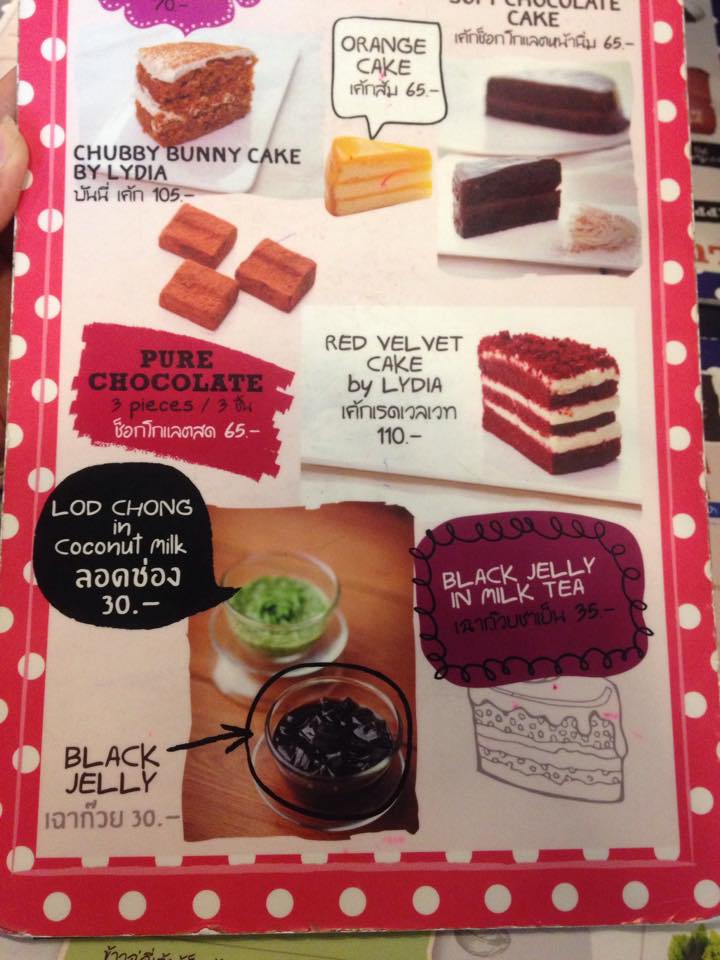 70.-
SOFT CHOCOLATE
CAKE
เค้กช็อกโกแลตหน้านิ่ม 65.-
ORANGE
CAKE
เค้กส้ม 65.-
CHUBBY BUNNY CAKE
BY LYDIA
บันนี่ เค้ก 105.-
PURE
CHOCOLATE
3 pieces / 3 ชิ้น
ช็อกโกแลตสด 65.-
RED VELVET
CAKE
by LYDIA
เค้กเรดเวลเวท
110.-
LOD CHONG
in
Coconut Milk
ลอดช่อง
30.-
BLACK JELLY
IN MILK TEA
เฉาก๊วยชาเย็น 35.-
BLACK
JELLY
เฉาก๊วย 30.-